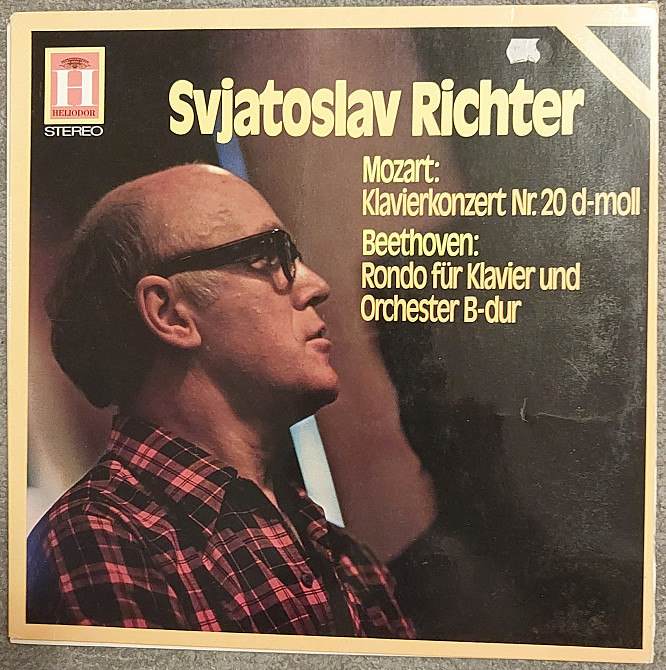 H
HELIODOR
STEREO
Svjatoslav Richter
Mozart:
Klavierkonzert Nr. 20 d-moll
Beethoven:
Rondo für Klavier und
Orchester B-dur